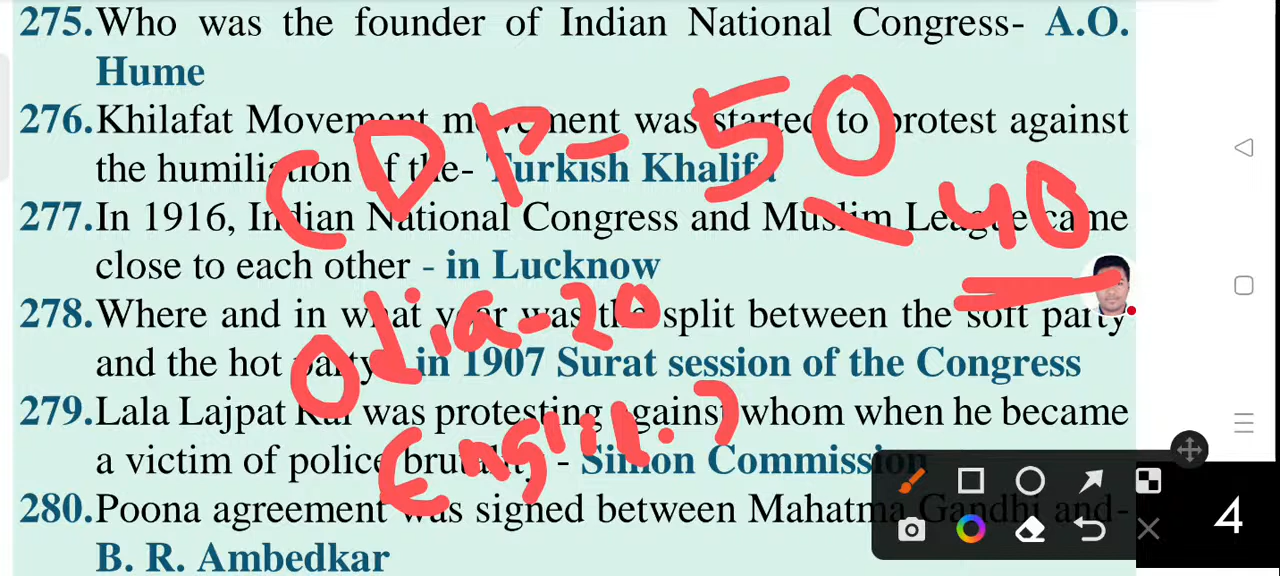 275.Who was the founder of Indian National Congress- A.O.
Hume
276.Khilafat Movement movement was started to protest against
the humiliation of the- Turkish Khalifa
277.In 1916, Indian National Congress and Muslim League came
close to each other - in Lucknow
278.Where and in what year was the split between the soft party
and the hot party - in 1907 Surat session of the Congress
279.Lala Lajpat Rai was protesting against whom when he became
a victim of police brutality - Simon Commission
280.Poona agreement was signed between Mahatma Gandhi and-
B. R. Ambedkar
CDP-50
40
Odia-20
4